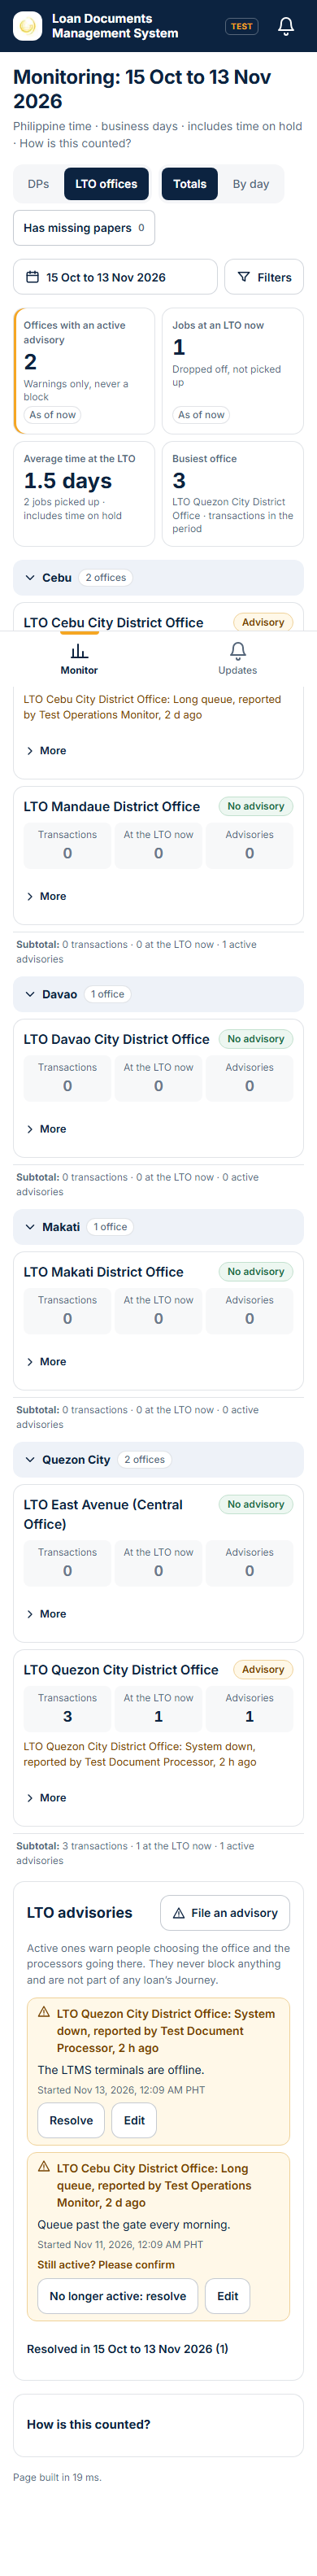 Loan Documents
Management System
TEST
Monitoring: 15 Oct to 13 Nov
2026
Philippine time · business days · includes time on hold
· How is this counted?
DPs
LTO offices
Totals
By day
Has missing papers 0
15 Oct to 13 Nov 2026
Filters
Offices with an active
advisory
2
Warnings only, never a
block
As of now
Jobs at an LTO now
1
Dropped off, not picked
up
As of now
Average time at the LTO
1.5 days
2 jobs picked up ·
includes time on hold
Busiest office
3
LTO Quezon City District
Office · transactions in the
period
Cebu 2 offices
LTO Cebu City District Office
Advisory
Monitor
Updates
LTO Cebu City District Office: Long queue, reported
by Test Operations Monitor, 2 d ago
More
LTO Mandaue District Office
No advisory
Transactions
0
At the LTO now
0
Advisories
0
More
Subtotal: 0 transactions · 0 at the LTO now · 1 active
advisories
Davao 1 office
LTO Davao City District Office
No advisory
Transactions
0
At the LTO now
0
Advisories
0
More
Subtotal: 0 transactions · 0 at the LTO now · 0 active
advisories
Makati 1 office
LTO Makati District Office
No advisory
Transactions
0
At the LTO now
0
Advisories
0
More
Subtotal: 0 transactions · 0 at the LTO now · 0 active
advisories
Quezon City 2 offices
LTO East Avenue (Central
Office)
No advisory
Transactions
0
At the LTO now
0
Advisories
0
More
LTO Quezon City District Office
Advisory
Transactions
3
At the LTO now
1
Advisories
1
LTO Quezon City District Office: System down,
reported by Test Document Processor, 2 h ago
More
Subtotal: 3 transactions · 1 at the LTO now · 1 active
advisories
LTO advisories
File an advisory
Active ones warn people choosing the office and the
processors going there. They never block anything
and are not part of any loan's Journey.
LTO Quezon City District Office: System
down, reported by Test Document
Processor, 2 h ago
The LTMS terminals are offline.
Started Nov 13, 2026, 12:09 AM PHT
Resolve
Edit
LTO Cebu City District Office: Long
queue, reported by Test Operations
Monitor, 2 d ago
Queue past the gate every morning.
Started Nov 11, 2026, 12:09 AM PHT
Still active? Please confirm
No longer active: resolve
Edit
Resolved in 15 Oct to 13 Nov 2026 (1)
How is this counted?
Page built in 19 ms.